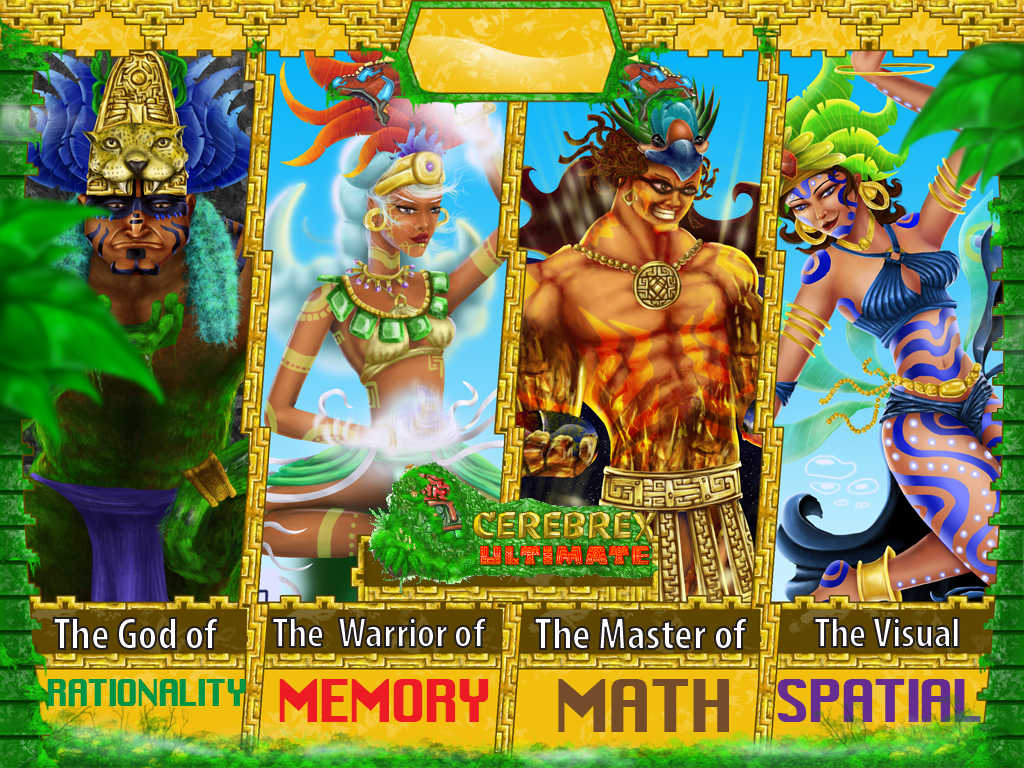 CEREBREX
ULTIMATE
The God of
RATIONALITY
The Warrior of
MEMORY
The Master of
MATH
The Visual
SPATIAL